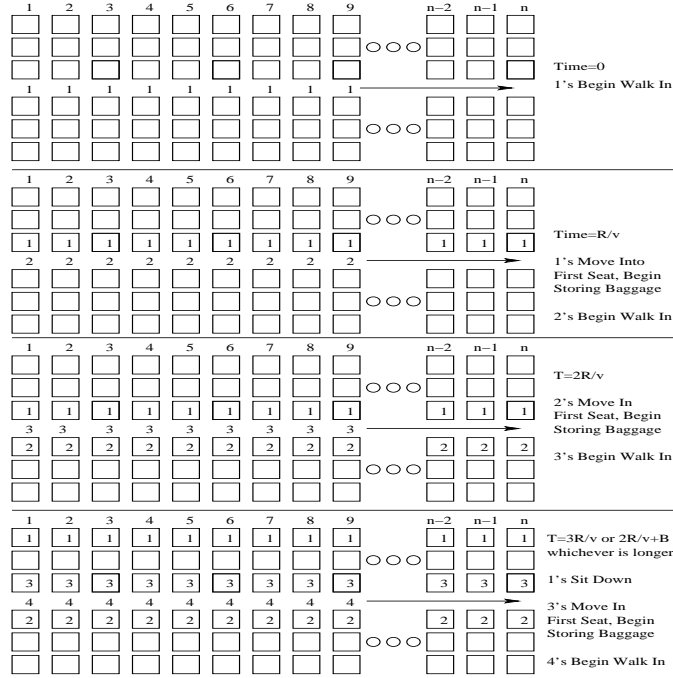 1 2 3 4 5 6 7 8 9 n−2 n−1 n
Time=0
1's Begin Walk In
1 1 1 1 1 1 1 1 1
1 2 3 4 5 6 7 8 9 n−2 n−1 n
Time=R/v
1 1 1 1 1 1 1 1 1 1 1 1
2 2 2 2 2 2 2 2 2
1's Move Into
First Seat, Begin
Storing Baggage
2's Begin Walk In
1 2 3 4 5 6 7 8 9 n−2 n−1 n
T=2R/v
1 1 1 1 1 1 1 1 1 1 1 1
2's Move In
First Seat, Begin
Storing Baggage
3 3 3 3 3 3 3 3 3
2 2 2 2 2 2 2 2 2 2 2 2
3's Begin Walk In
1 2 3 4 5 6 7 8 9 n−2 n−1 n
1 1 1 1 1 1 1 1 1 1 1 1
T=3R/v or 2R/v+B
whichever is longer
3 3 3 3 3 3 3 3 3 3 3 3
1's Sit Down
4 4 4 4 4 4 4 4 4
2 2 2 2 2 2 2 2 2 2 2 2
3's Move In
First Seat, Begin
Storing Baggage
4's Begin Walk In